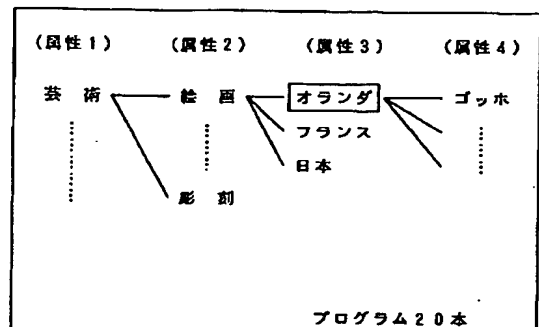 (属性1) (属性2) (属性3) (属性4)
芸術 絵画 オランダ ゴッホ
フランス
日本
彫刻
プログラム20本